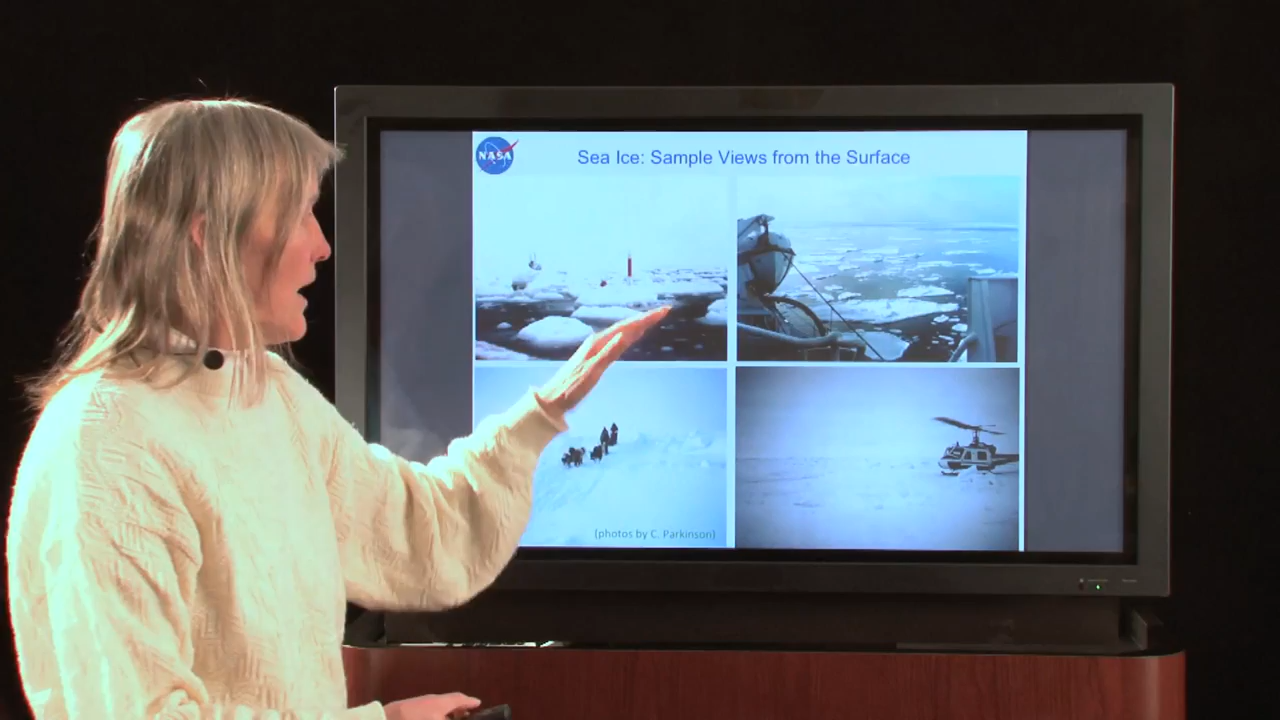 NASA
Sea Ice: Sample Views from the Surface
(photos by C. Parkinson)